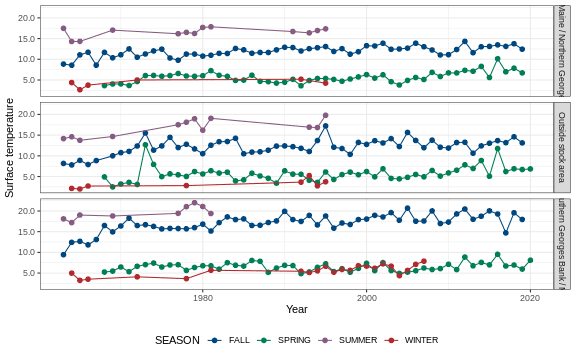 Surface temperature
20.0
15.0
10.0
5.0
Maine / Northern Georg
20.0
15.0
10.0
5.0
Outside stock area
20.0
15.0
10.0
5.0
Georges Bank /
1980
2000
2020
Year
SEASON FALL SPRING SUMMER WINTER